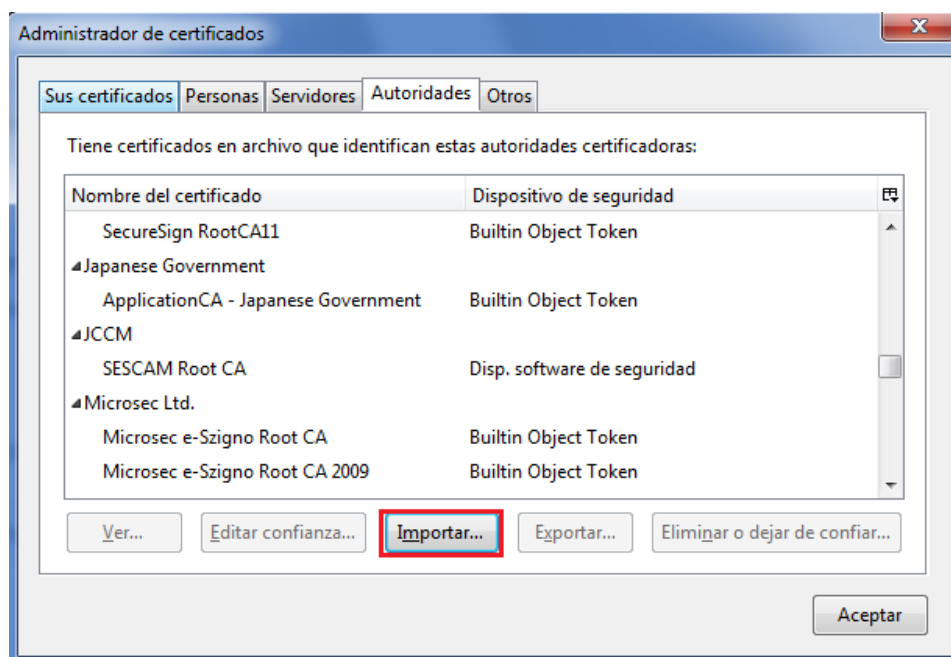 Administrador de certificados
Sus certificados Personas Servidores Autoridades Otros
Tiene certificados en archivo que identifican estas autoridades certificadoras:
Nombre del certificado Dispositivo de seguridad
SecureSign RootCA11 Builtin Object Token
Japanese Government
ApplicationCA - Japanese Government Builtin Object Token
JCCM
SESCAM Root CA Disp. software de seguridad
Microsec Ltd.
Microsec e-Szigno Root CA Builtin Object Token
Microsec e-Szigno Root CA 2009 Builtin Object Token
Ver... Editar confianza... Importar... Exportar... Eliminar o dejar de confiar...
Aceptar